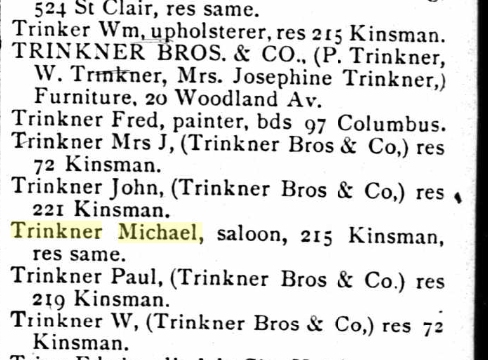 524 St Clair, res same.
Trinker Wm, upholsterer, res 215 Kinsman.
TRINKNER BROS. & CO., (P. Trinkner,
W. Trinkner, Mrs. Josephine Trinkner,)
Furniture, 20 Woodland Av.
Trinkner Fred, painter, bds 97 Columbus.
Trinkner Mrs J, (Trinkner Bros & Co,) res
72 Kinsman.
Trinkner John, (Trinkner Bros & Co,) res
221 Kinsman.
Trinkner Michael, saloon, 215 Kinsman,
res same.
Trinkner Paul, (Trinkner Bros & Co.) res
219 Kinsman.
Trinkner W, (Trinkner Bros & Co,) res 72
Kinsman.